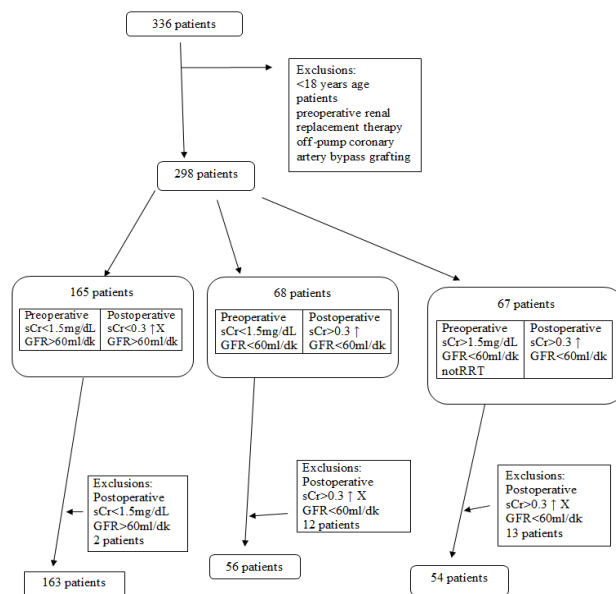 336 patients
Exclusions:
<18 years age
patients
preoperative renal
replacement therapy
off-pump coronary
artery bypass grafting
298 patients
165 patients
Preoperative
sCr<1.5mg/dL
GFR>60ml/dk
Postoperative
sCr<0.3 ↑X
GFR>60ml/dk
68 patients
Preoperative
sCr<1.5mg/dL
GFR<60ml/dk
Postoperative
sCr>0.3 ↑
GFR<60ml/dk
67 patients
Preoperative
sCr>1.5mg/dL
GFR<60ml/dk
notRRT
Postoperative
sCr>0.3 ↑
GFR<60ml/dk
Exclusions:
Postoperative
sCr<1.5mg/dL
GFR>60ml/dk
2 patients
Exclusions:
Postoperative
sCr>0.3 ↑ X
GFR<60ml/dk
12 patients
Exclusions:
Postoperative
sCr>0.3 ↑ X
GFR<60ml/dk
13 patients
163 patients
56 patients
54 patients